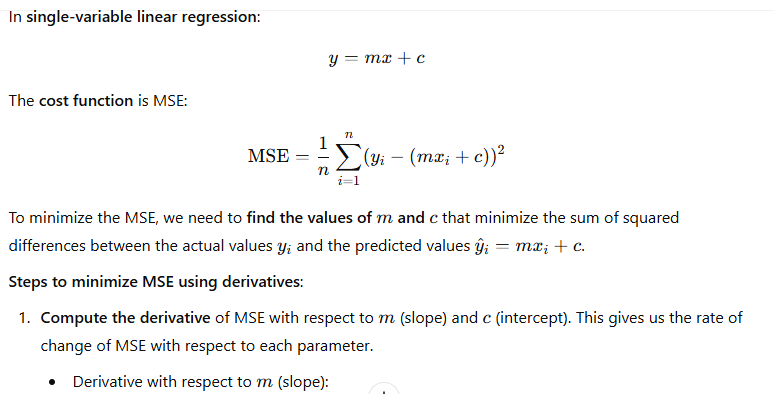 In single-variable linear regression:
y = mx + c
The cost function is MSE:
MSE = \frac{1}{n} \sum_{i=1}^{n} (y_i − (mx_i + c))^2
To minimize the MSE, we need to find the values of m and c that minimize the sum of squared
differences between the actual values y_i and the predicted values ŷ_i = mx_i + c.
Steps to minimize MSE using derivatives:
1. Compute the derivative of MSE with respect to m (slope) and c (intercept). This gives us the rate of
change of MSE with respect to each parameter.
• Derivative with respect to m (slope):